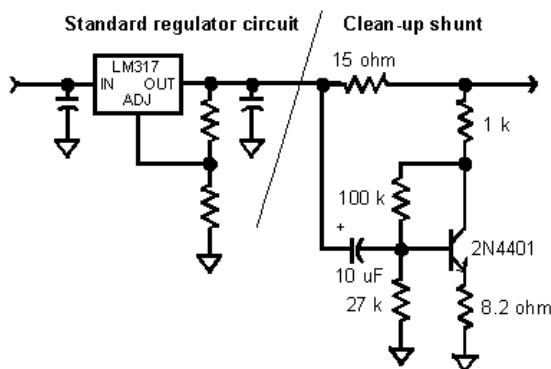 Standard regulator circuit
Clean-up shunt
LM317
IN OUT
ADJ
15 ohm
1 k
100 k
+
2N4401
10 uF
27 k
8.2 ohm